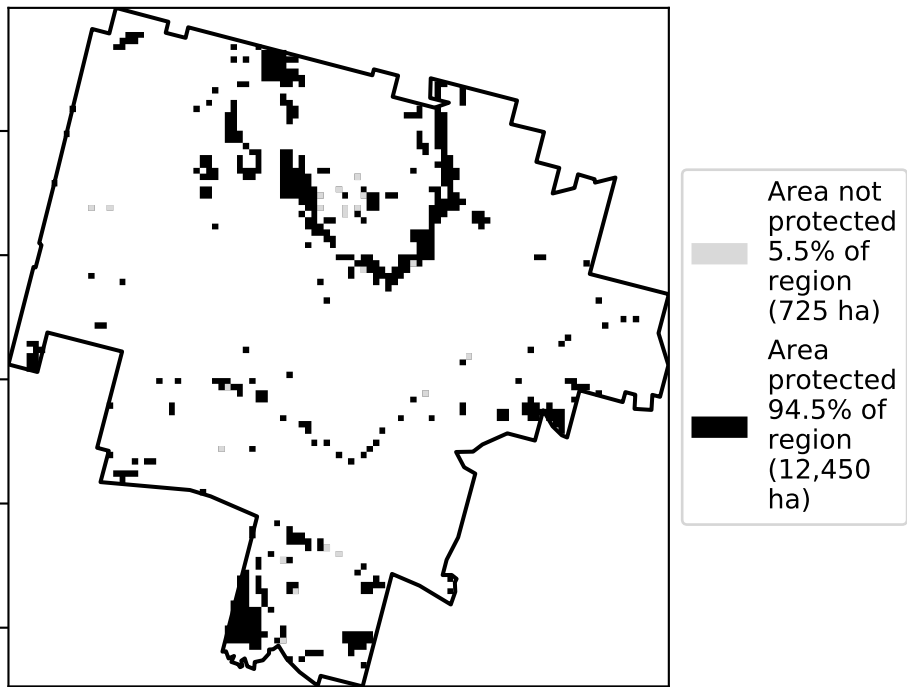 Area not
protected
5.5% of
region
(725 ha)
Area
protected
94.5% of
region
(12,450
ha)